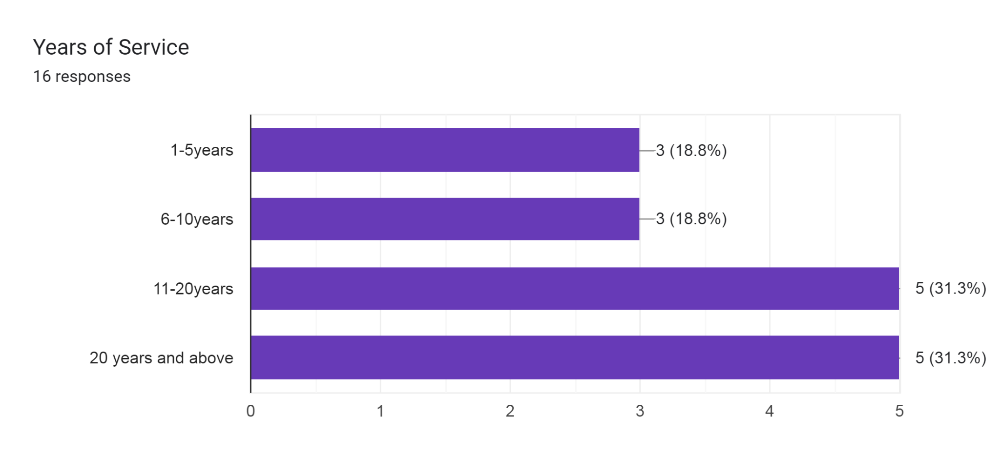 Years of Service
16 responses
1-5years
3 (18.8%)
6-10years
3 (18.8%)
11-20years
5 (31.3%)
20 years and above
5 (31.3%)
0 1 2 3 4 5